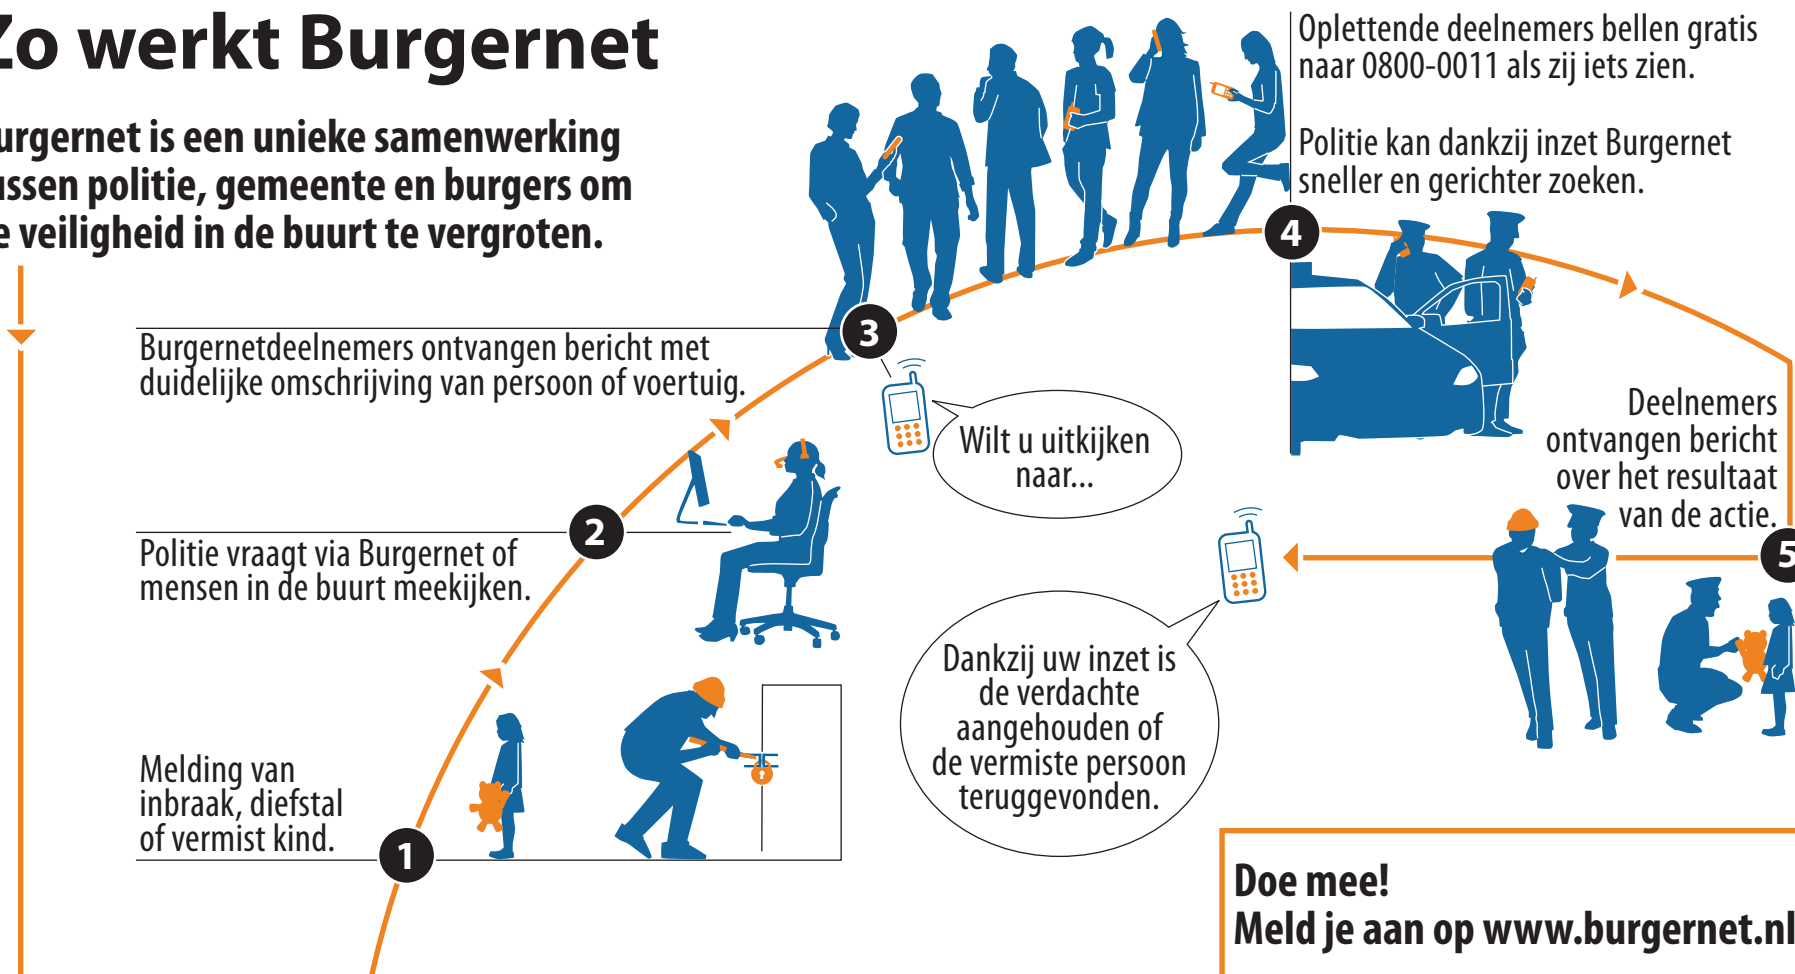 Zo werkt Burgernet
urgernet is een unieke samenwerking
ussen politie, gemeente en burgers om
e veiligheid in de buurt te vergroten.
1
Melding van
inbraak, diefstal
of vermist kind.
2
Politie vraagt via Burgernet of
mensen in de buurt meekijken.
3
Burgernetdeelnemers ontvangen bericht met
duidelijke omschrijving van persoon of voertuig.
Wilt u uitkijken
naar...
4
Oplettende deelnemers bellen gratis
naar 0800-0011 als zij iets zien.
Politie kan dankzij inzet Burgernet
sneller en gerichter zoeken.
5
Deelnemers
ontvangen bericht
over het resultaat
van de actie.
Dankzij uw inzet is
de verdachte
aangehouden of
de vermiste persoon
teruggevonden.
Doe mee!
Meld je aan op www.burgernet.nl